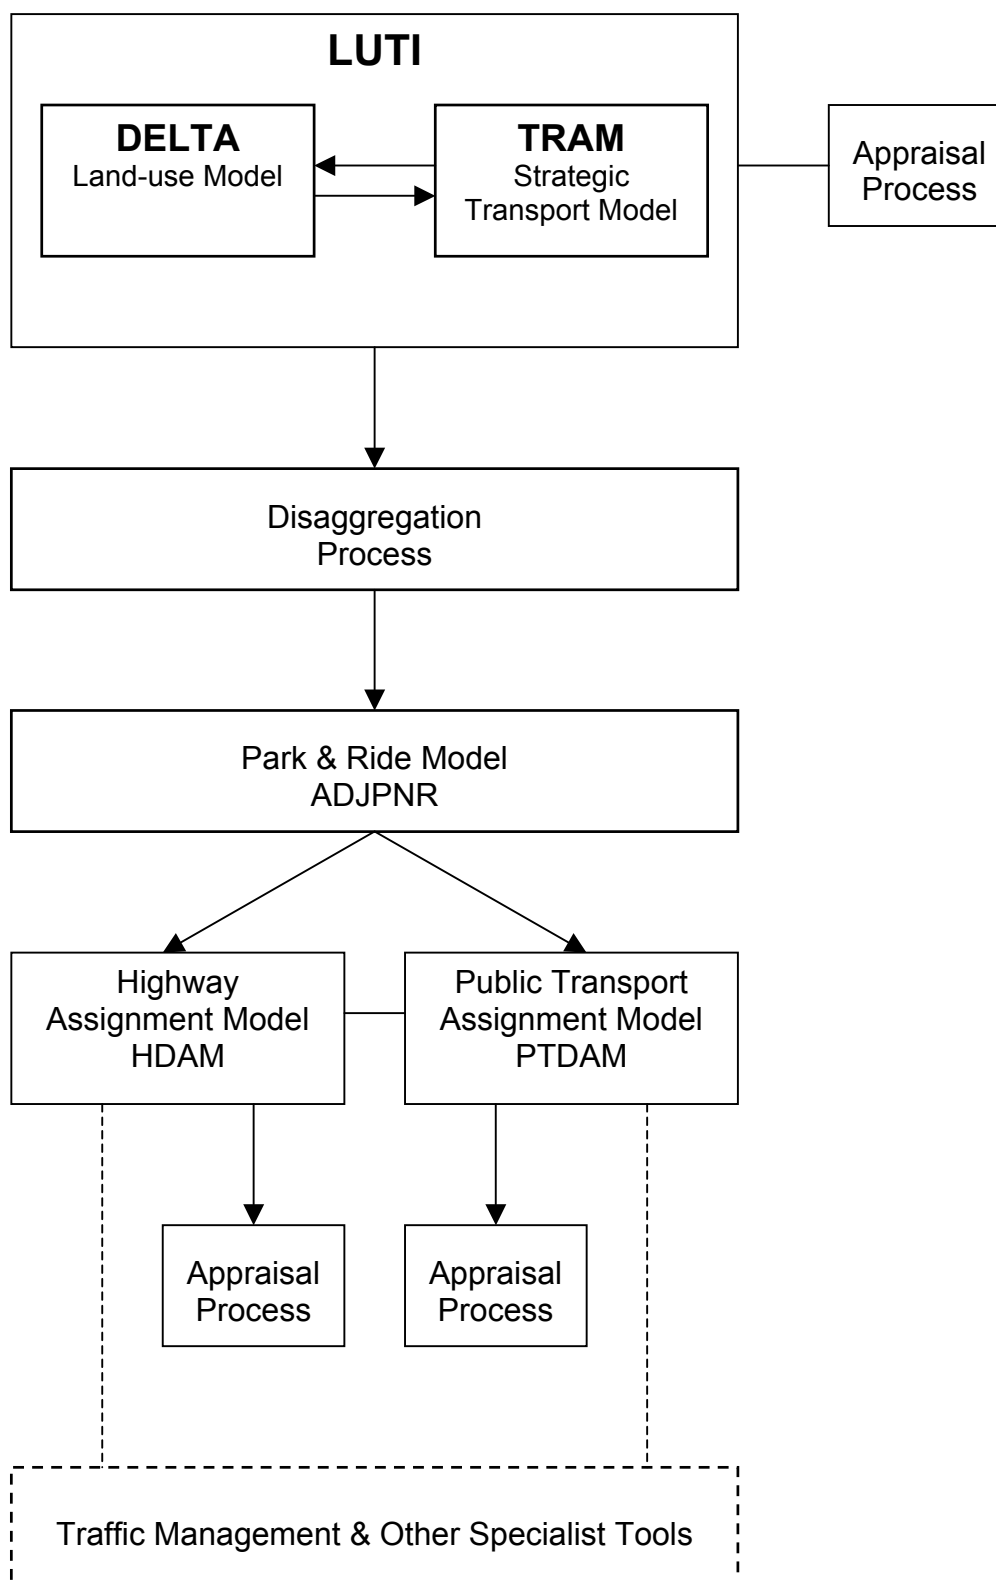 LUTI
DELTA
Land-use Model
TRAM
Strategic
Transport Model
Appraisal
Process
Disaggregation
Process
Park & Ride Model
ADJPNR
Highway
Assignment Model
HDAM
Public Transport
Assignment Model
PTDAM
Appraisal
Process
Appraisal
Process
Traffic Management & Other Specialist Tools